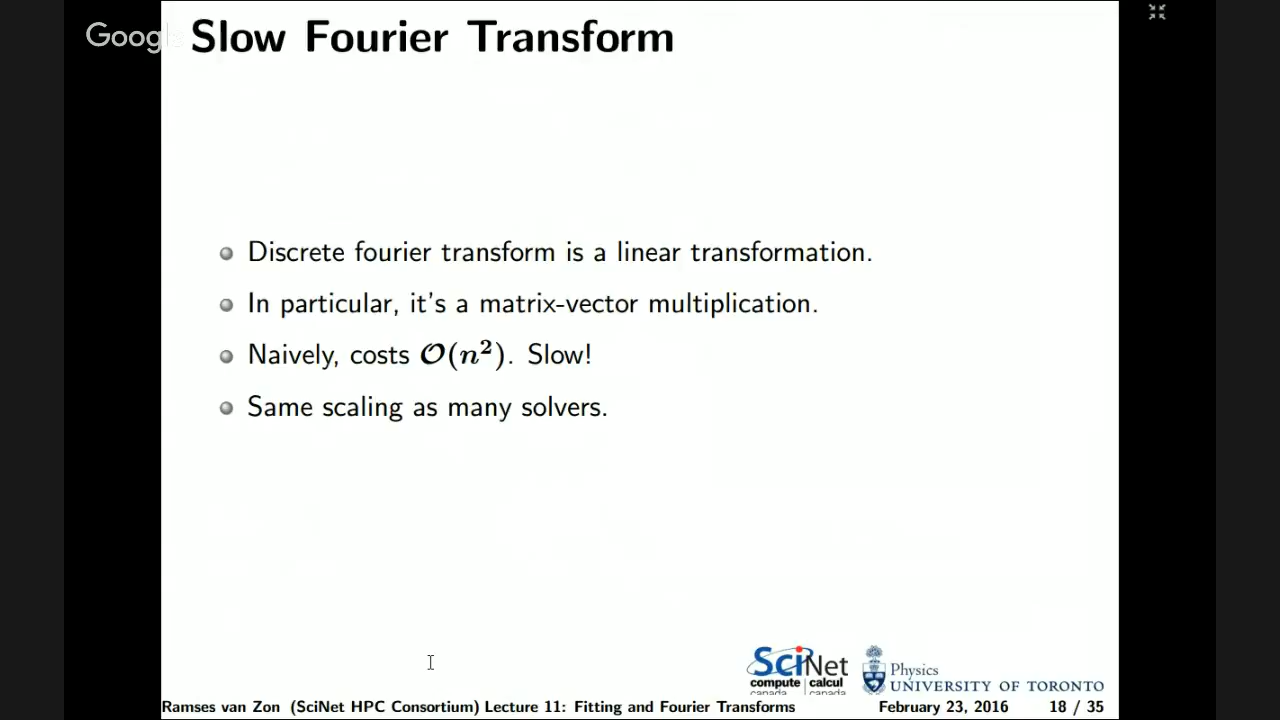 Google
Slow Fourier Transform
Discrete fourier transform is a linear transformation.
In particular, it's a matrix-vector multiplication.
Naively, costs 𝒪(n²). Slow!
Same scaling as many solvers.
SciNet
compute | calcul
canada | canada
Physics
UNIVERSITY OF TORONTO
Ramses van Zon (SciNet HPC Consortium) Lecture 11: Fitting and Fourier Transforms February 23, 2016 18 / 35